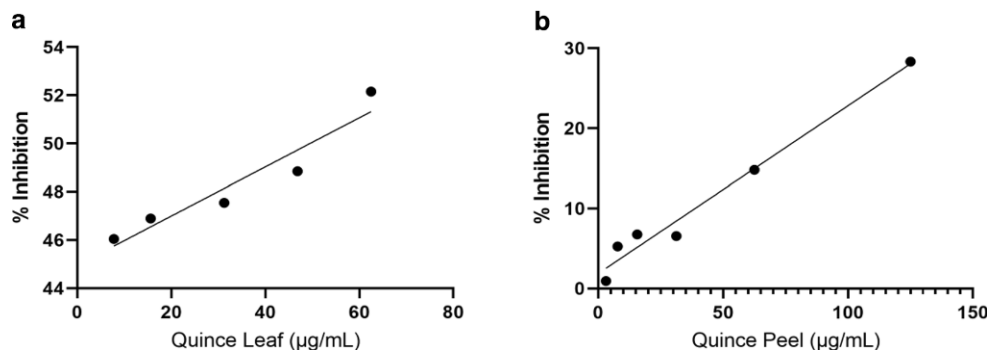 a
54
52
50
48
46
44
% Inhibition
0 20 40 60 80
Quince Leaf (µg/mL)
b
30
20
10
0
% Inhibition
0 50 100 150
Quince Peel (µg/mL)